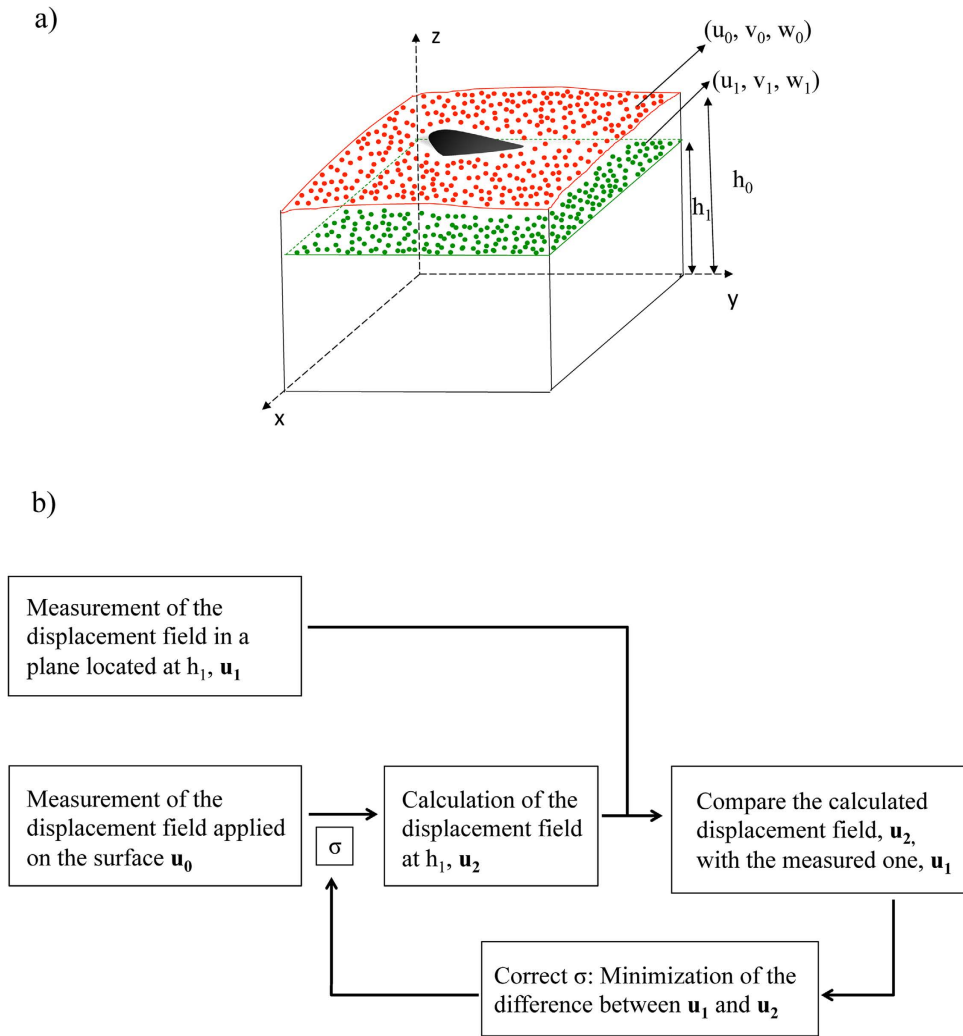 a)
z
(u₀, v₀, w₀)
(u₁, v₁, w₁)
h₀
h₁
y
x
b)
Measurement of the
displacement field in a
plane located at h₁, u₁
Measurement of the
displacement field applied
on the surface u₀
σ
Calculation of the
displacement field
at h₁, u₂
Compare the calculated
displacement field, u₂,
with the measured one, u₁
Correct σ: Minimization of the
difference between u₁ and u₂